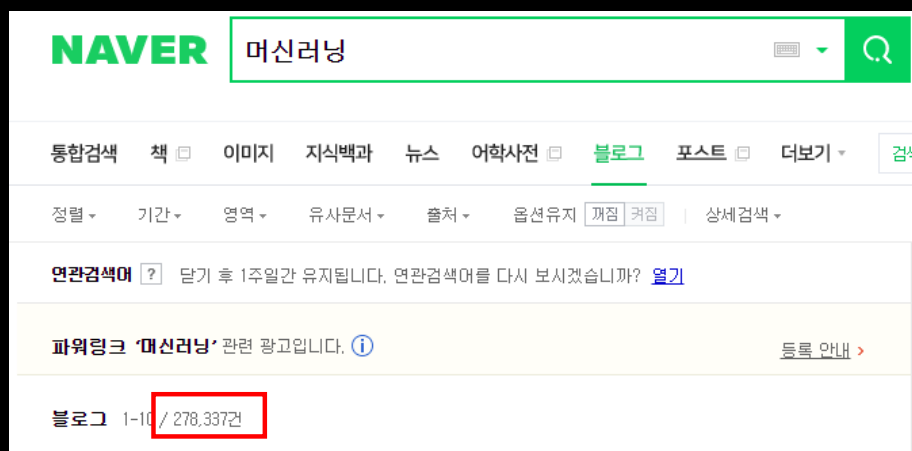 NAVER 머신러닝
통합검색 책 이미지 지식백과 뉴스 어학사전 블로그 포스트 더보기
정렬 기간 영역 유사문서 출처 옵션유지 꺼짐 켜짐 상세검색
연관검색어 ? 닫기 후 1주일간 유지됩니다. 연관검색어를 다시 보시겠습니까? 열기
파워링크 '머신러닝' 관련 광고입니다. i 등록 안내 >
블로그 1-10 / 278,337건